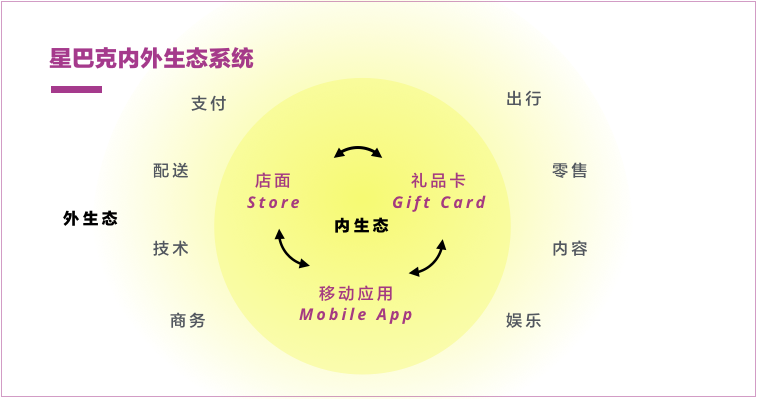 星巴克内外生态系统
支付
出行
配送
零售
店面
Store
礼品卡
Gift Card
外生态
内生态
技术
内容
移动应用
Mobile App
商务
娱乐